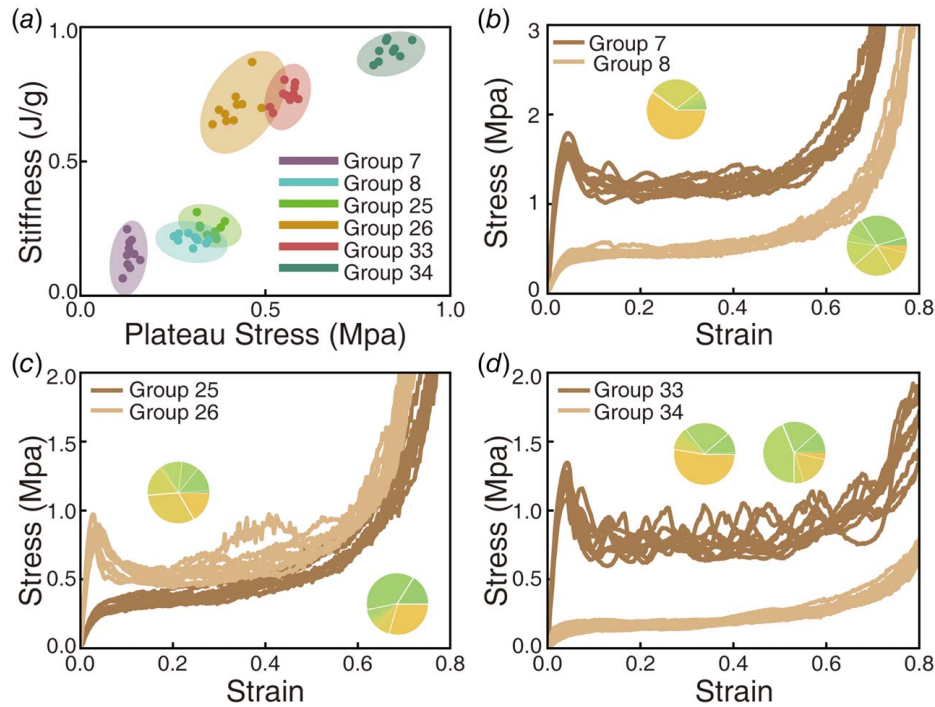 (a)
1.0
0.5
0.0
Stiffness (J/g)
Group 7
Group 8
Group 25
Group 26
Group 33
Group 34
0.0
0.5
1.0
Plateau Stress (Mpa)
(b)
3
2
1
0
Stress (Mpa)
Group 7
Group 8
0.0
0.2
0.4
0.6
0.8
Strain
(c)
2.0
1.5
1.0
0.5
0.0
Stress (Mpa)
Group 25
Group 26
0.0
0.2
0.4
0.6
0.8
Strain
(d)
2.0
1.5
1.0
0.5
0.0
Stress (Mpa)
Group 33
Group 34
0.0
0.2
0.4
0.6
0.8
Strain